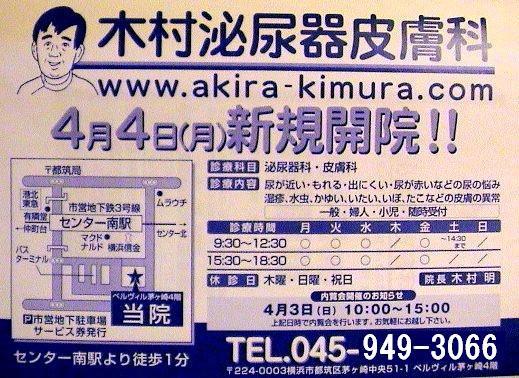 木村泌尿器皮膚科
www.akira-kimura.com
4月4日(月)新規開院!!
〒都筑局
港北東急
市営地下鉄3号線
ムラウチ
有隣堂
センター南駅
センター北
←仲町台
マクドナルド
横浜信金
バスターミナル
ベルヴィル茅ヶ崎4階
当院
P市営地下駐車場
サービス券発行
センター南駅より徒歩1分
診療科目 泌尿器科・皮膚科
診療内容 尿が近い・もれる・出にくい・尿が赤いなどの尿の悩み
湿疹、水虫、かゆい、いたい、いぼ、たこなどの皮膚の異常
一般・婦人・小児・随時受付
診療時間 月 火 水 木 金 土 日
9:30~12:30 ○ ○ ○ / ○ ~14:30まで /
15:30~18:30 ○ ○ ○ / ○ / /
休診日 木曜・日曜・祝日 院長 木村 明
内覧会開催のお知らせ
4月3日(日) 10:00~15:00
上記日時で内覧会を行います。お気軽にお越し下さい。
TEL.045-949-3066
〒224-0003横浜市都筑区茅ヶ崎中央51-1 ベルヴィル茅ヶ崎4階